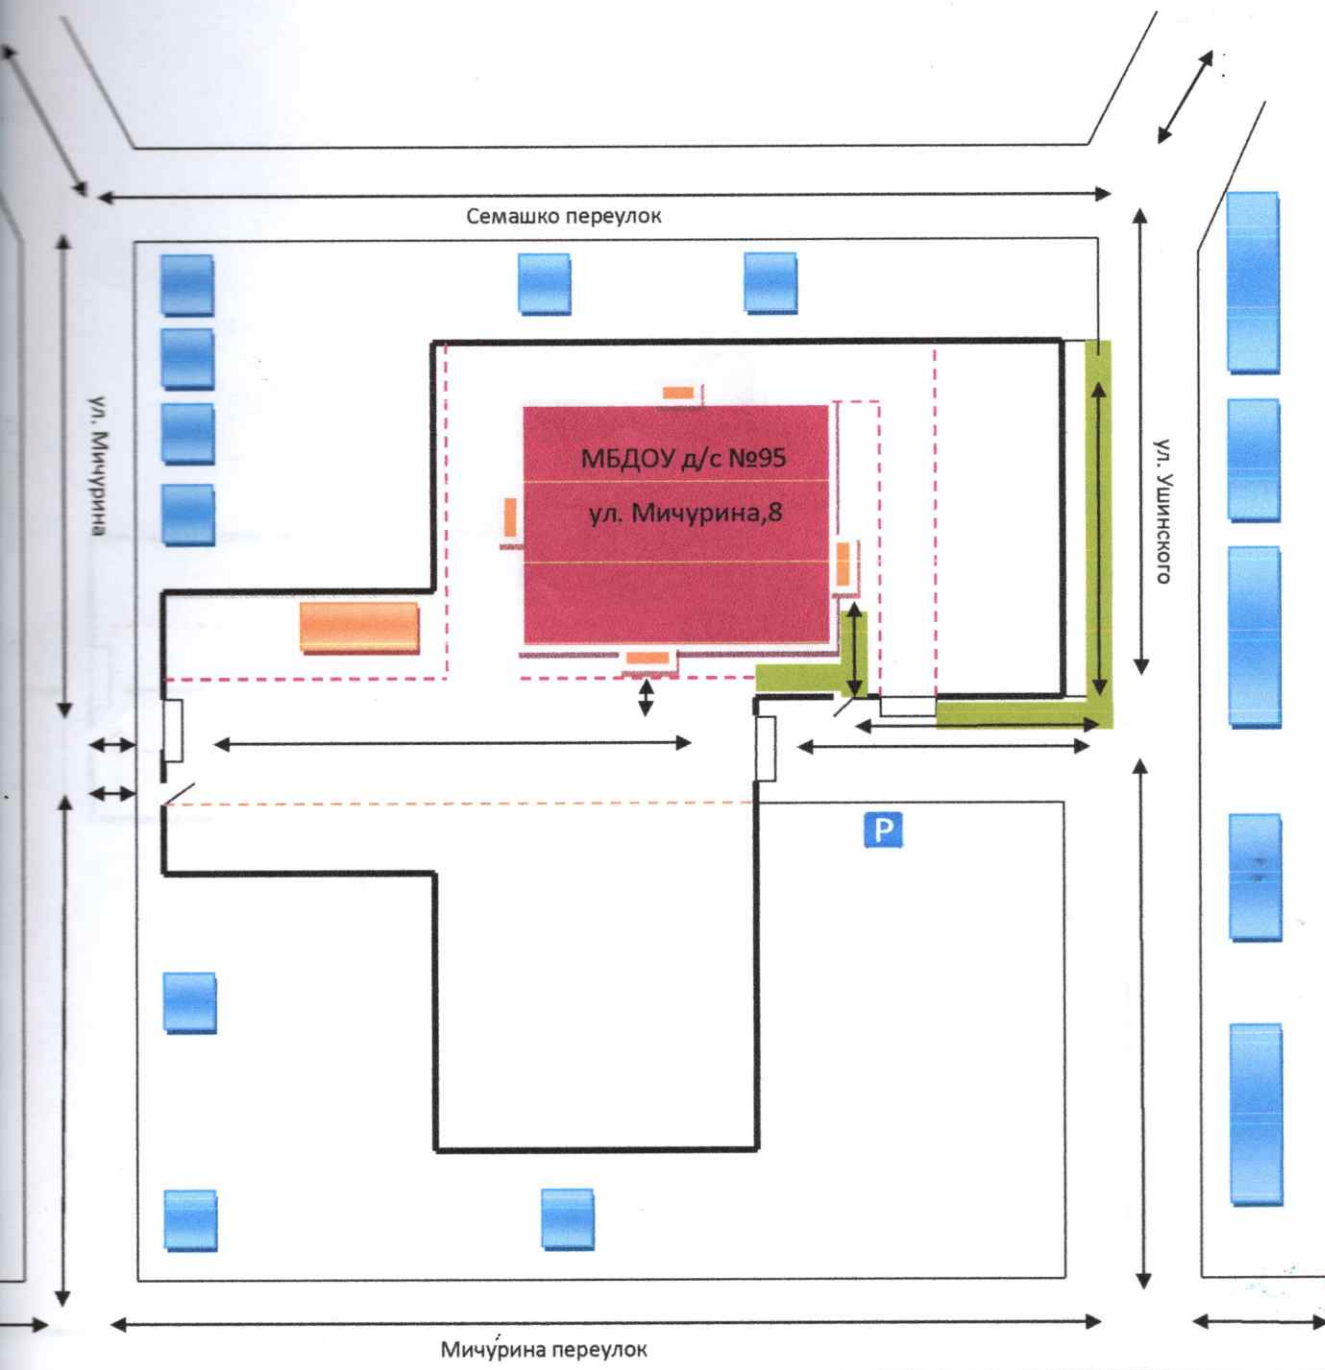 Семашко переулок
ул. Мичурина
МБДОУ д/с №95
ул. Мичурина,8
ул. Ушинского
P
Мичурина переулок